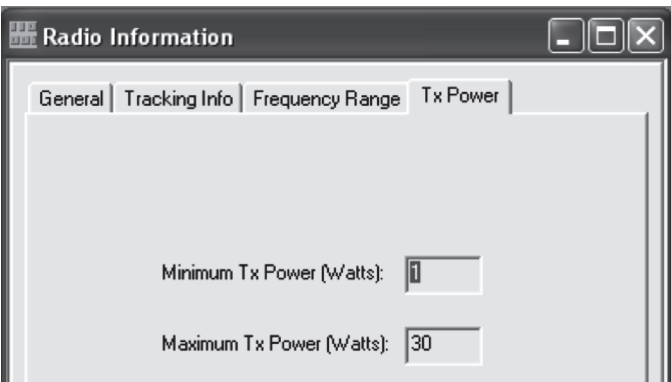 Radio Information
General Tracking Info Frequency Range Tx Power
Minimum Tx Power (Watts): 1
Maximum Tx Power (Watts): 30